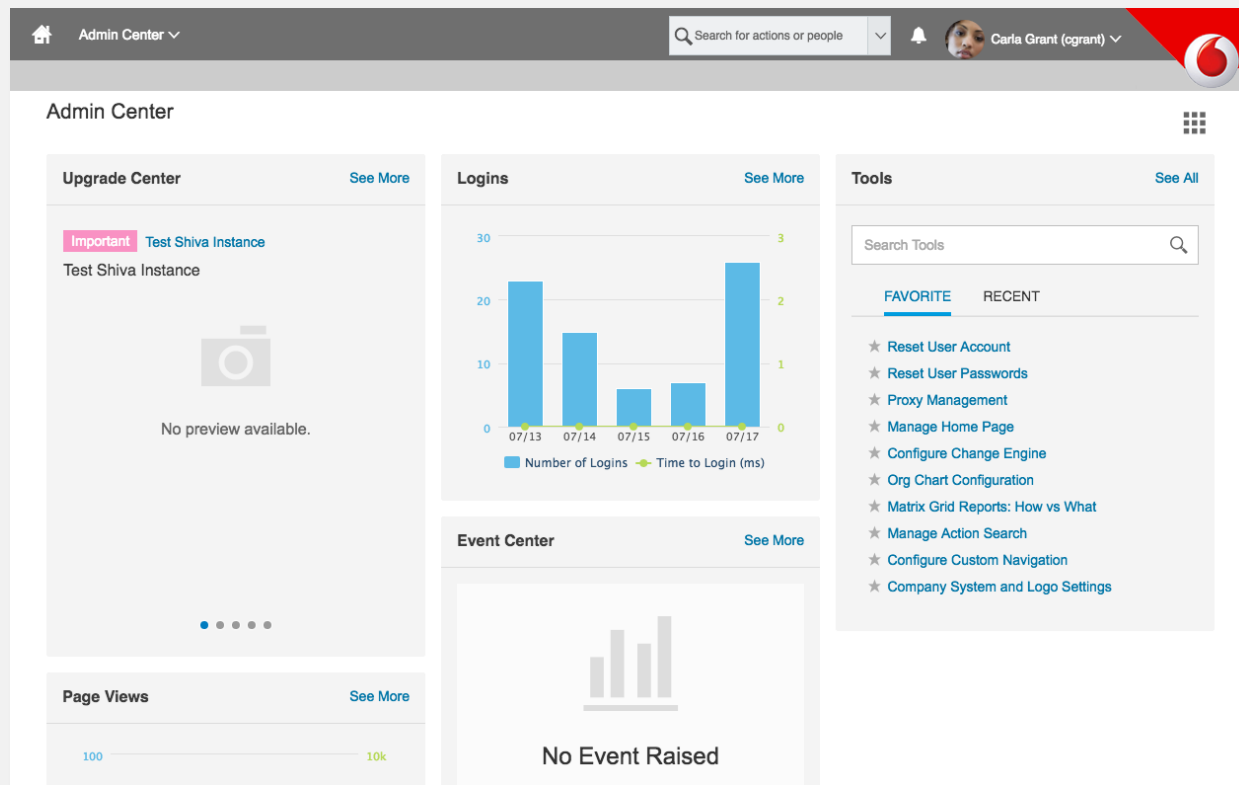 Admin Center
Search for actions or people
Carla Grant (cgrant)
Admin Center
Upgrade Center See More
Important Test Shiva Instance
Test Shiva Instance
No preview available.
Page Views See More
100 10k
Logins See More
30 3
20 2
10 1
0 0
07/13 07/14 07/15 07/16 07/17
Number of Logins Time to Login (ms)
Event Center See More
No Event Raised
Tools See All
Search Tools
FAVORITE RECENT
Reset User Account
Reset User Passwords
Proxy Management
Manage Home Page
Configure Change Engine
Org Chart Configuration
Matrix Grid Reports: How vs What
Manage Action Search
Configure Custom Navigation
Company System and Logo Settings